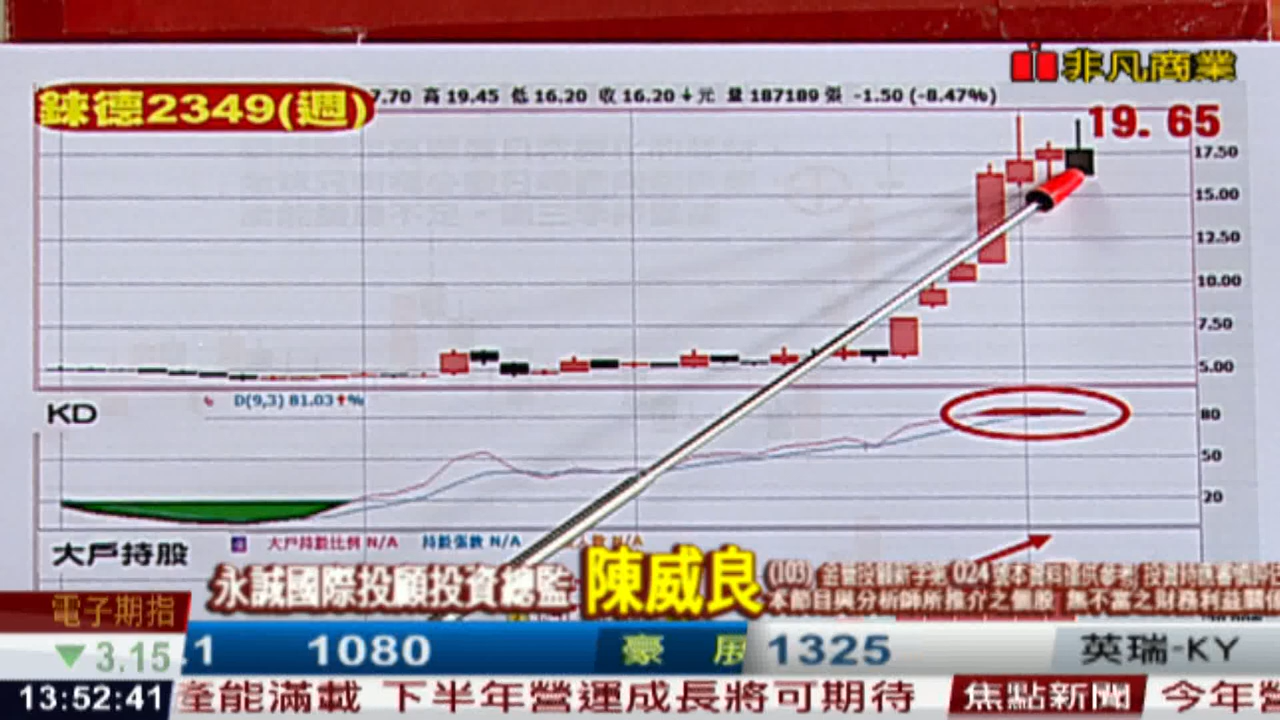 非凡商業
錸德2349(週)
7.70 高 19.45 低 16.20 收 16.20↓元 量 187189 張 -1.50 (-8.47%)
19.65
17.50
15.00
12.50
10.00
7.50
5.00
D(9,3) 81.03↑%
KD
80
50
20
大戶持股
大戶持股比例 N/A 持股張數 N/A 人數 N/A
永誠國際投顧投資總監 陳威良
本節目與分析師所推介之個股 無不當之財務利益關係
電子期指
▼3.15
1 1080 豪展 1325 英瑞-KY
13:52:41 產能滿載 下半年營運成長將可期待 焦點新聞 今年營